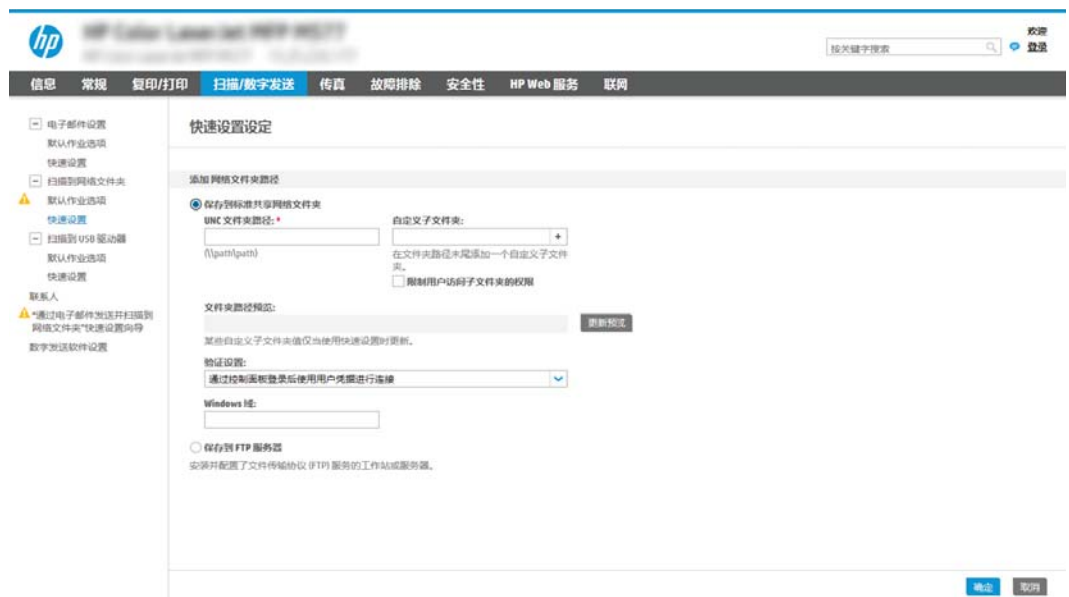 hp
欢迎
按关键字搜索
登录
信息 常规 复印/打印 扫描/数字发送 传真 故障排除 安全性 HP Web 服务 联网
电子邮件设置
默认作业选项
快速设置
扫描到网络文件夹
默认作业选项
快速设置
扫描到 USB 驱动器
默认作业选项
快速设置
联系人
"通过电子邮件发送并扫描到
网络文件夹"快速设置向导
数字发送软件设置
快速设置设定
添加网络文件夹路径
保存到标准共享网络文件夹
UNC 文件夹路径:* 自定义子文件夹:
(\\path\path)
在文件夹路径末尾添加一个自定义子文件
夹。
限制用户访问子文件夹的权限
文件夹路径预览:
更新预览
某些自定义子文件夹值仅当使用快速设置时更新。
验证设置:
通过控制面板登录后使用用户凭据进行连接
Windows 域:
保存到 FTP 服务器
安装并配置了文件传输协议 (FTP) 服务的工作站或服务器。
确定 取消